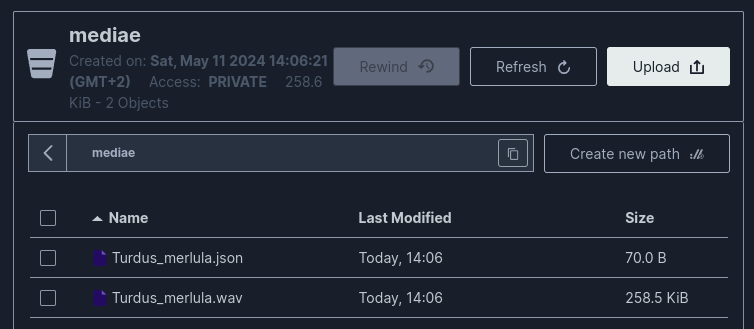 mediae
Created on: Sat, May 11 2024 14:06:21
(GMT+2) Access: PRIVATE 258.6
KiB - 2 Objects
Rewind
Refresh
Upload
mediae
Create new path
Name Last Modified Size
Turdus_merlula.json Today, 14:06 70.0 B
Turdus_merlula.wav Today, 14:06 258.5 KiB